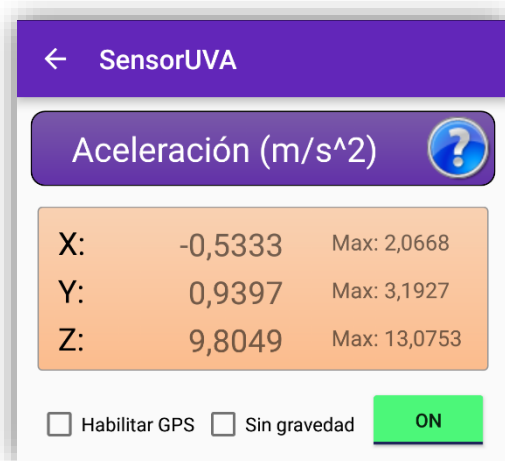 SensorUVA
Aceleración (m/s^2) ?
X: -0,5333 Max: 2,0668
Y: 0,9397 Max: 3,1927
Z: 9,8049 Max: 13,0753
Habilitar GPS Sin gravedad ON